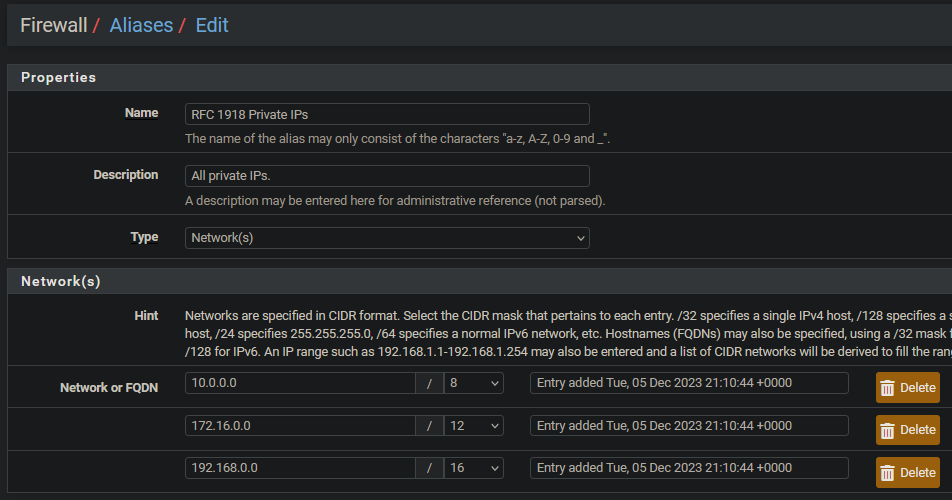 Firewall / Aliases / Edit
Properties
Name
RFC 1918 Private IPs
The name of the alias may only consist of the characters "a-z, A-Z, 0-9 and _".
Description
All private IPs.
A description may be entered here for administrative reference (not parsed).
Type
Network(s)
Network(s)
Hint
Networks are specified in CIDR format. Select the CIDR mask that pertains to each entry. /32 specifies a single IPv4 host, /128 specifies a
host, /24 specifies 255.255.255.0, /64 specifies a normal IPv6 network, etc. Hostnames (FQDNs) may also be specified, using a /32 mask
/128 for IPv6. An IP range such as 192.168.1.1-192.168.1.254 may also be entered and a list of CIDR networks will be derived to fill the
Network or FQDN
10.0.0.0 / 8 Entry added Tue, 05 Dec 2023 21:10:44 +0000 Delete
172.16.0.0 / 12 Entry added Tue, 05 Dec 2023 21:10:44 +0000 Delete
192.168.0.0 / 16 Entry added Tue, 05 Dec 2023 21:10:44 +0000 Delete